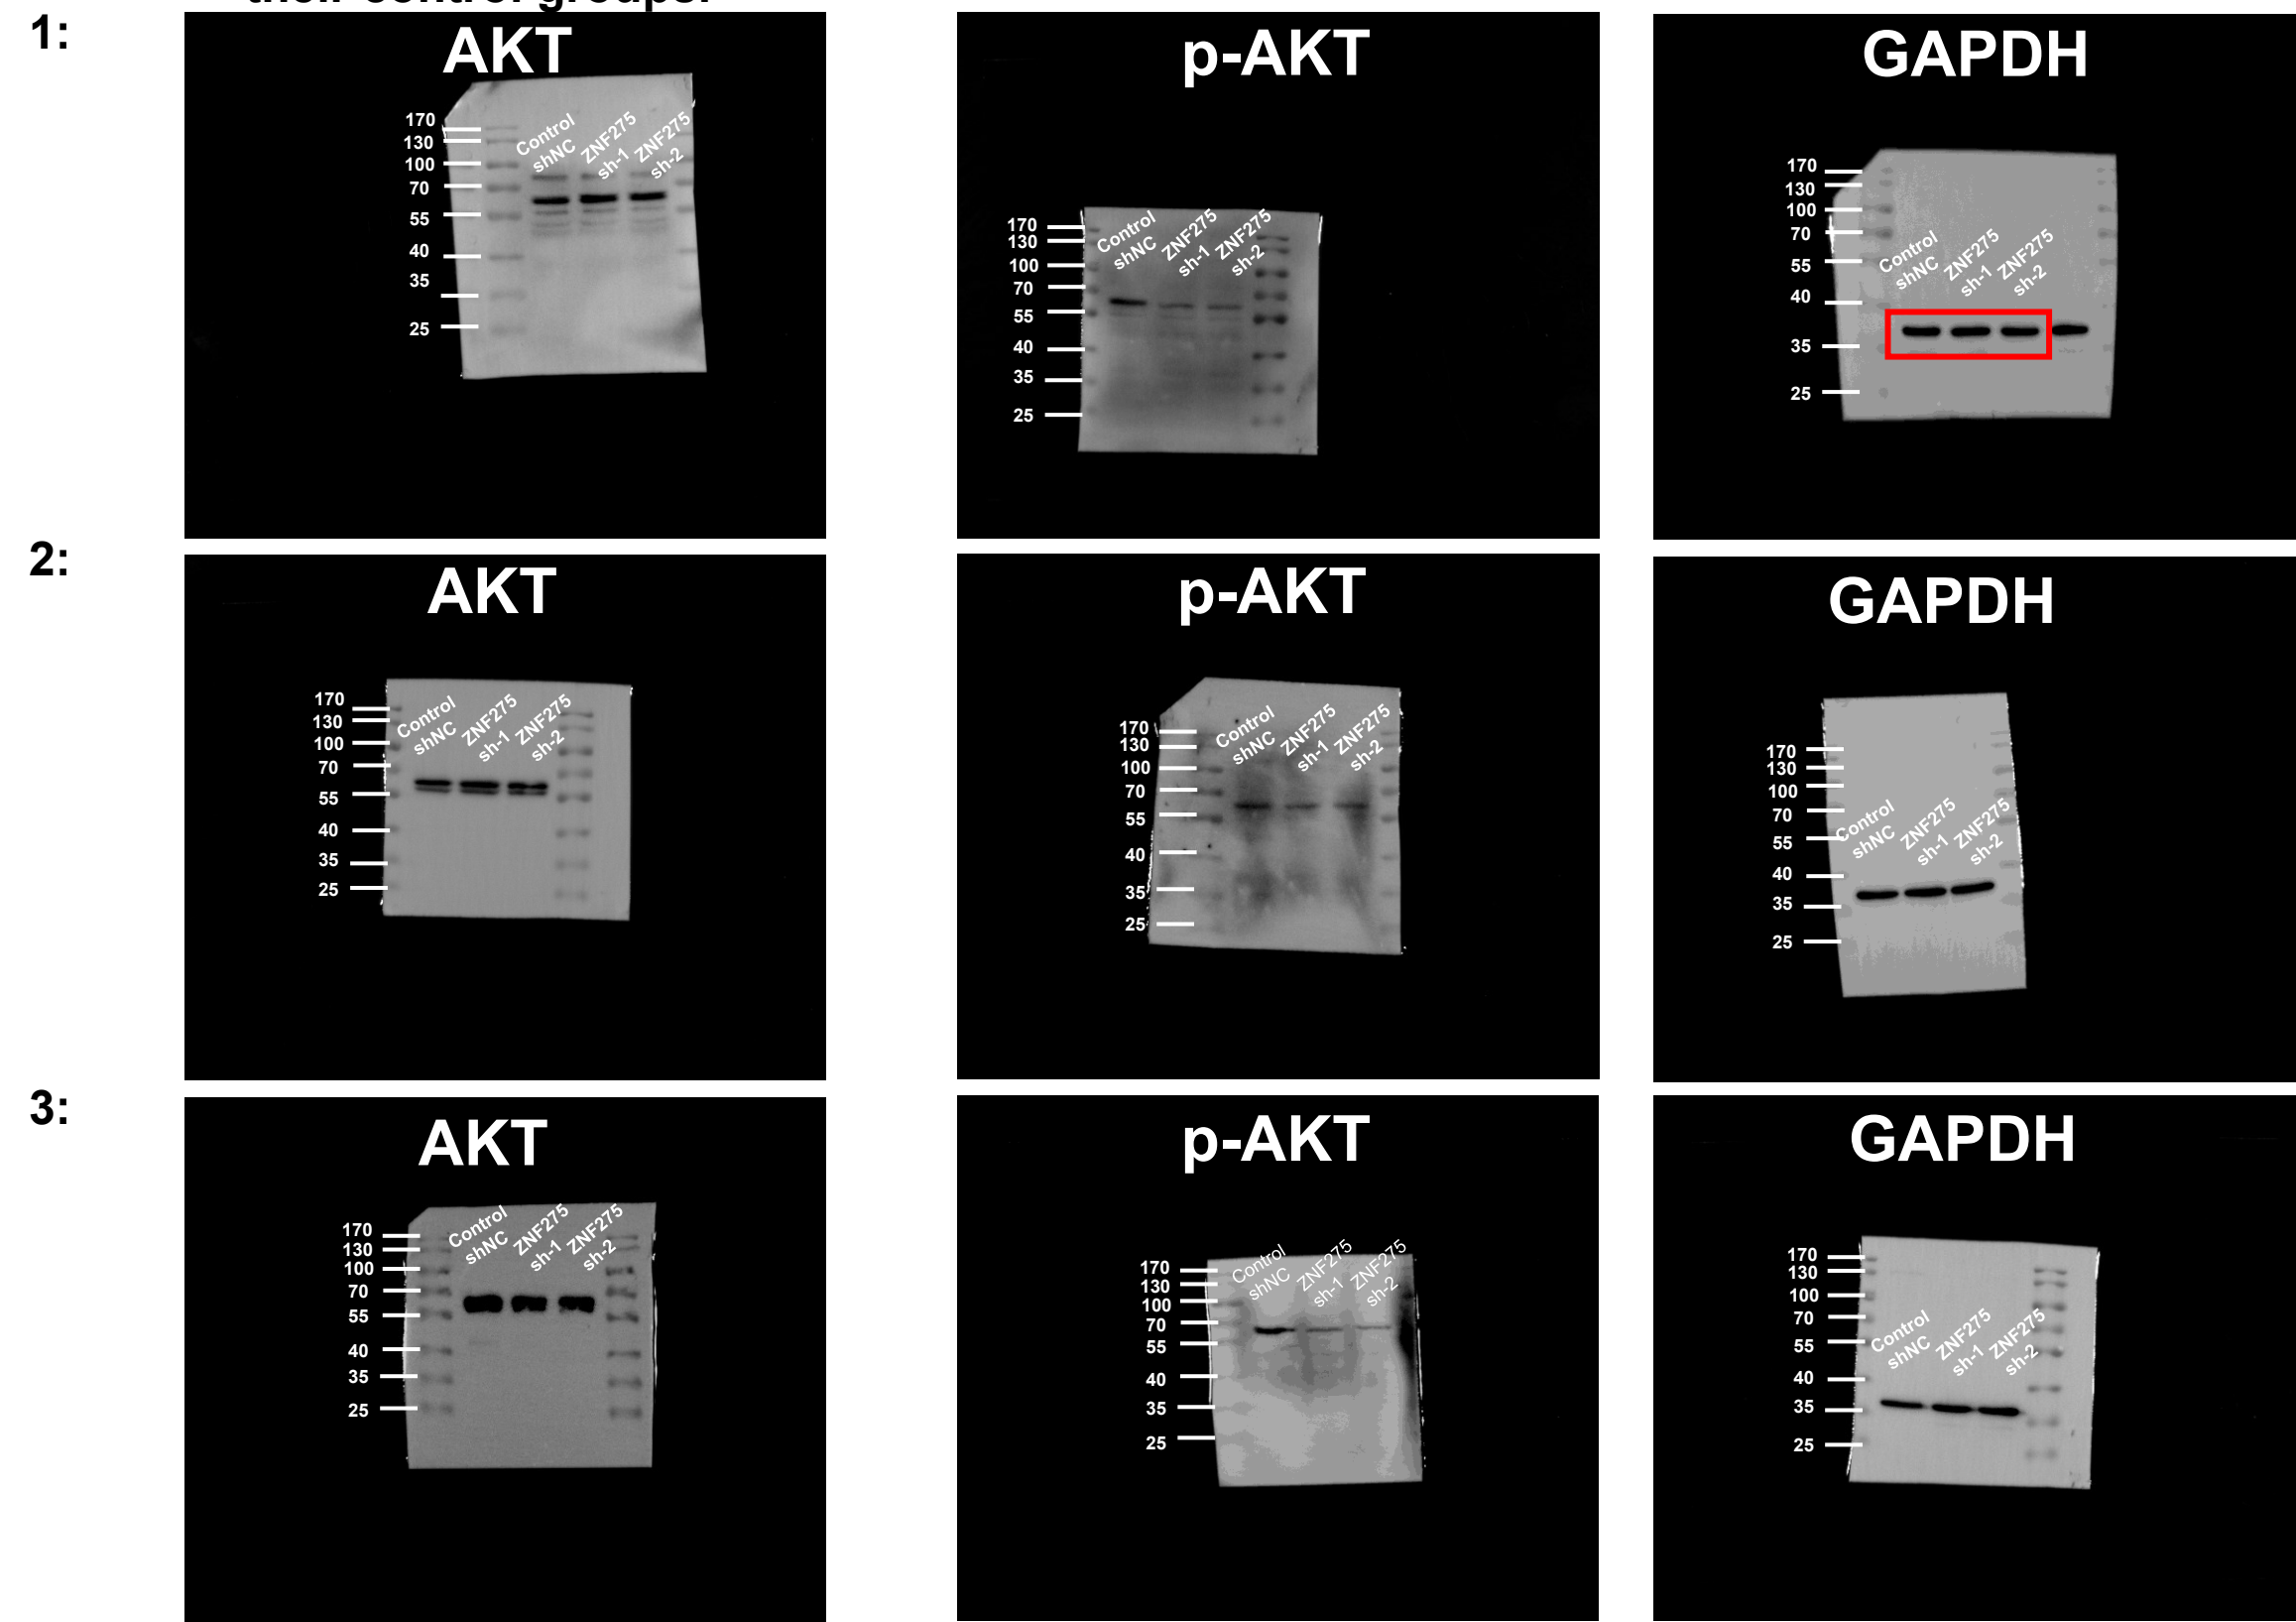 their control groups.
1:
AKT
170
130
100
70
55
40
35
25
Control
shNC
ZNF275
sh-1
ZNF275
sh-2
p-AKT
170
130
100
70
55
40
35
25
Control
shNC
ZNF275
sh-1
ZNF275
sh-2
GAPDH
170
130
100
70
55
40
35
25
Control
shNC
ZNF275
sh-1
ZNF275
sh-2
2:
AKT
170
130
100
70
55
40
35
25
Control
shNC
ZNF275
sh-1
ZNF275
sh-2
p-AKT
170
130
100
70
55
40
35
25
Control
shNC
ZNF275
sh-1
ZNF275
sh-2
GAPDH
170
130
100
70
55
40
35
25
Control
shNC
ZNF275
sh-1
ZNF275
sh-2
3:
AKT
170
130
100
70
55
40
35
25
Control
shNC
ZNF275
sh-1
ZNF275
sh-2
p-AKT
170
130
100
70
55
40
35
25
Control
shNC
ZNF275
sh-1
ZNF275
sh-2
GAPDH
170
130
100
70
55
40
35
25
Control
shNC
ZNF275
sh-1
ZNF275
sh-2